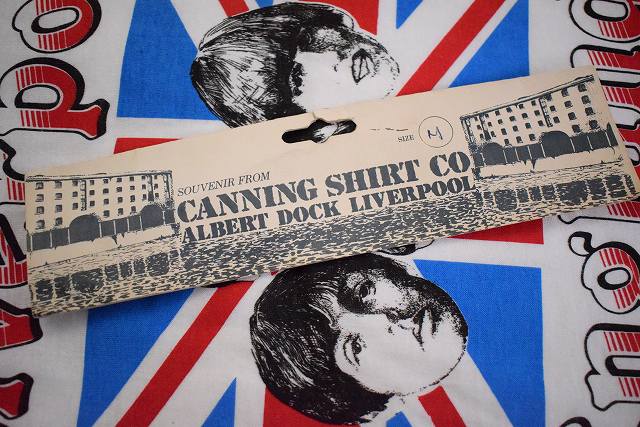 SOUVENIR FROM
SIZE M
CANNING SHIRT CO
ALBERT DOCK LIVERPOOL